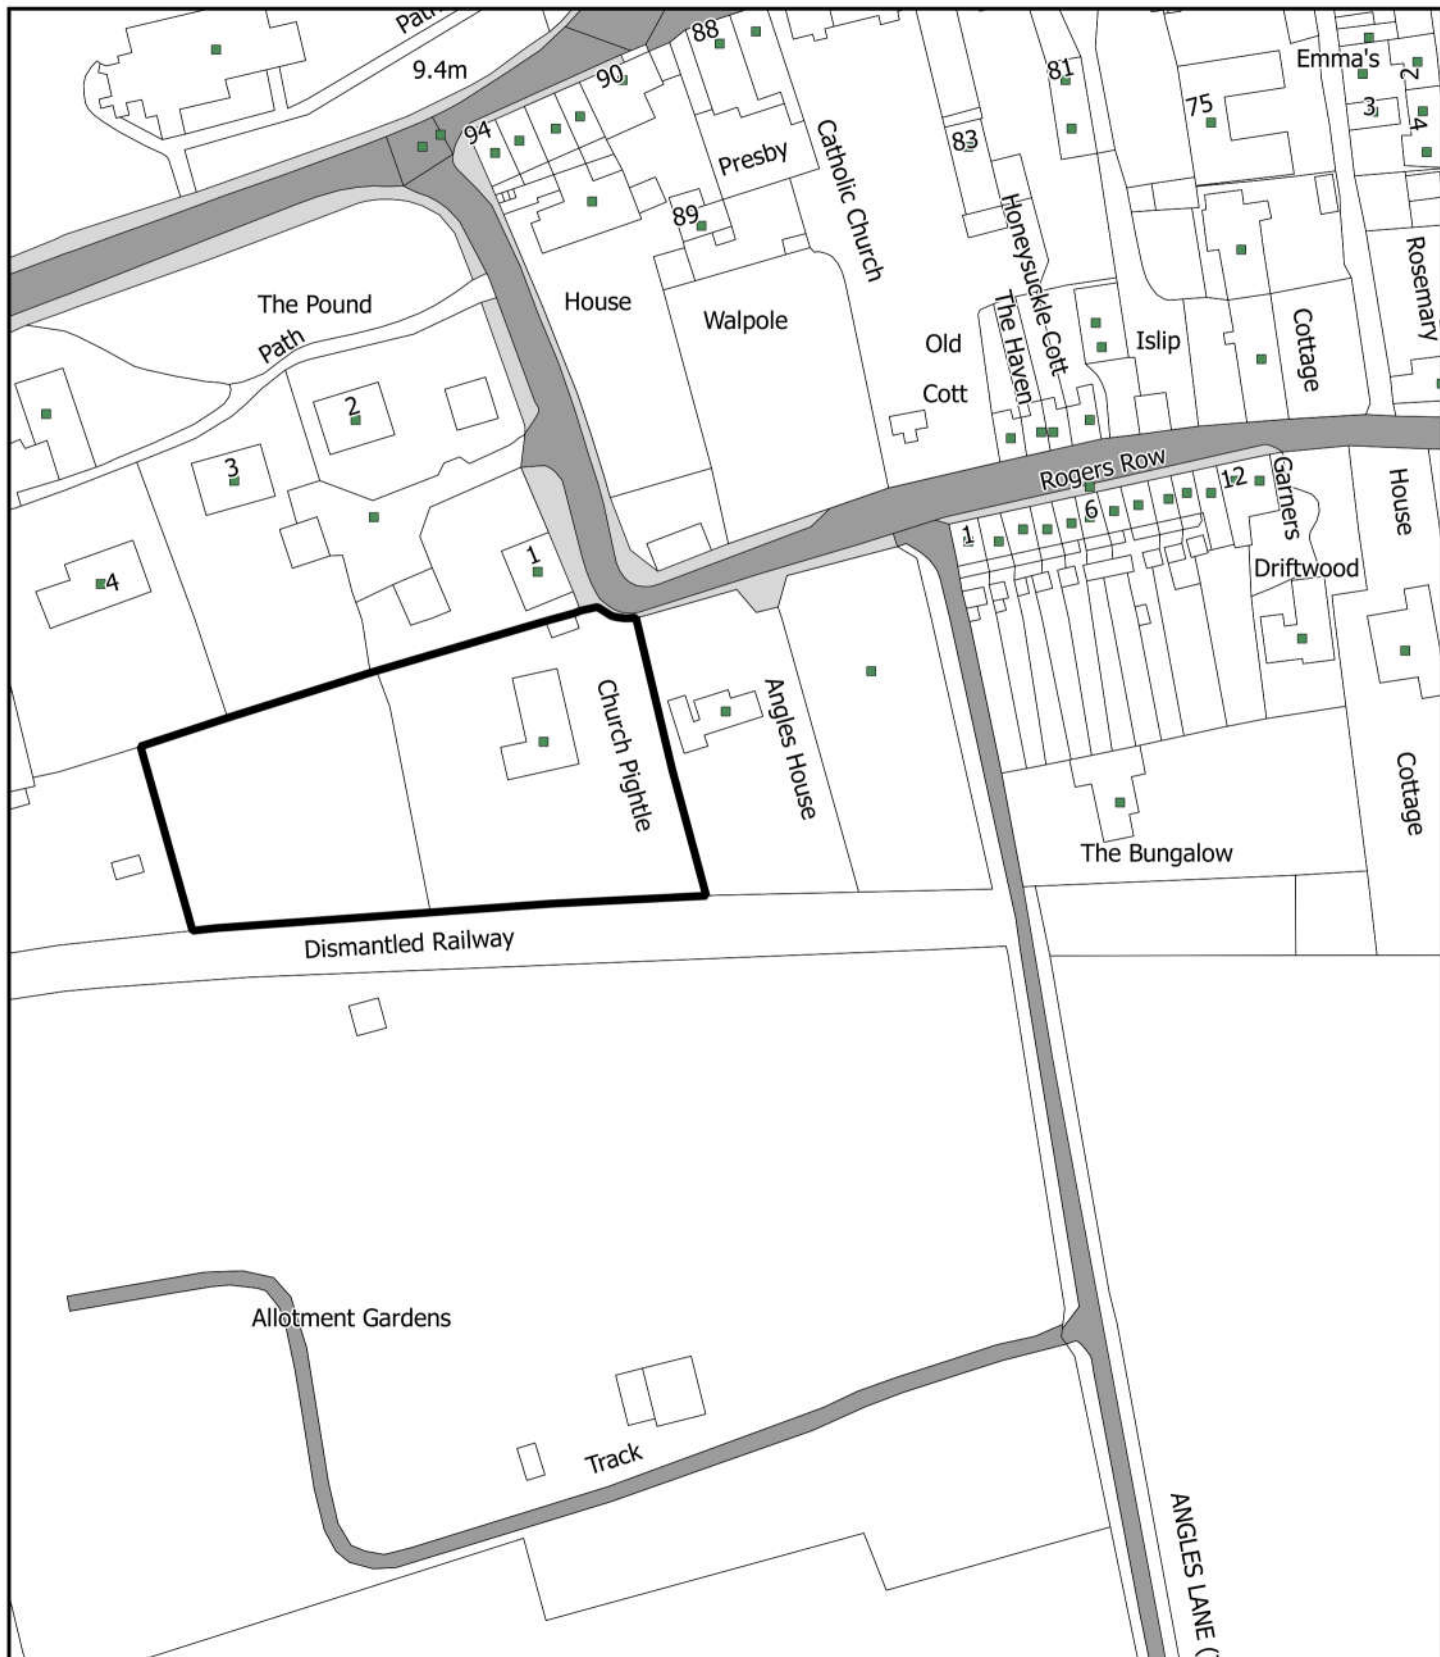 Path
9.4m
88
90
94
81
75
Emma's
2
3
4
83
Presby
Catholic Church
89
Honeysuckle Cott
The Haven
House
Walpole
The Pound
Path
Old
Cott
Islip
Cottage
Rosemary
2
3
4
1
Rogers Row
1
6
12
Garners
House
Driftwood
Church Pightle
Angles House
Cottage
The Bungalow
Dismantled Railway
Allotment Gardens
Track
ANGLES LANE (